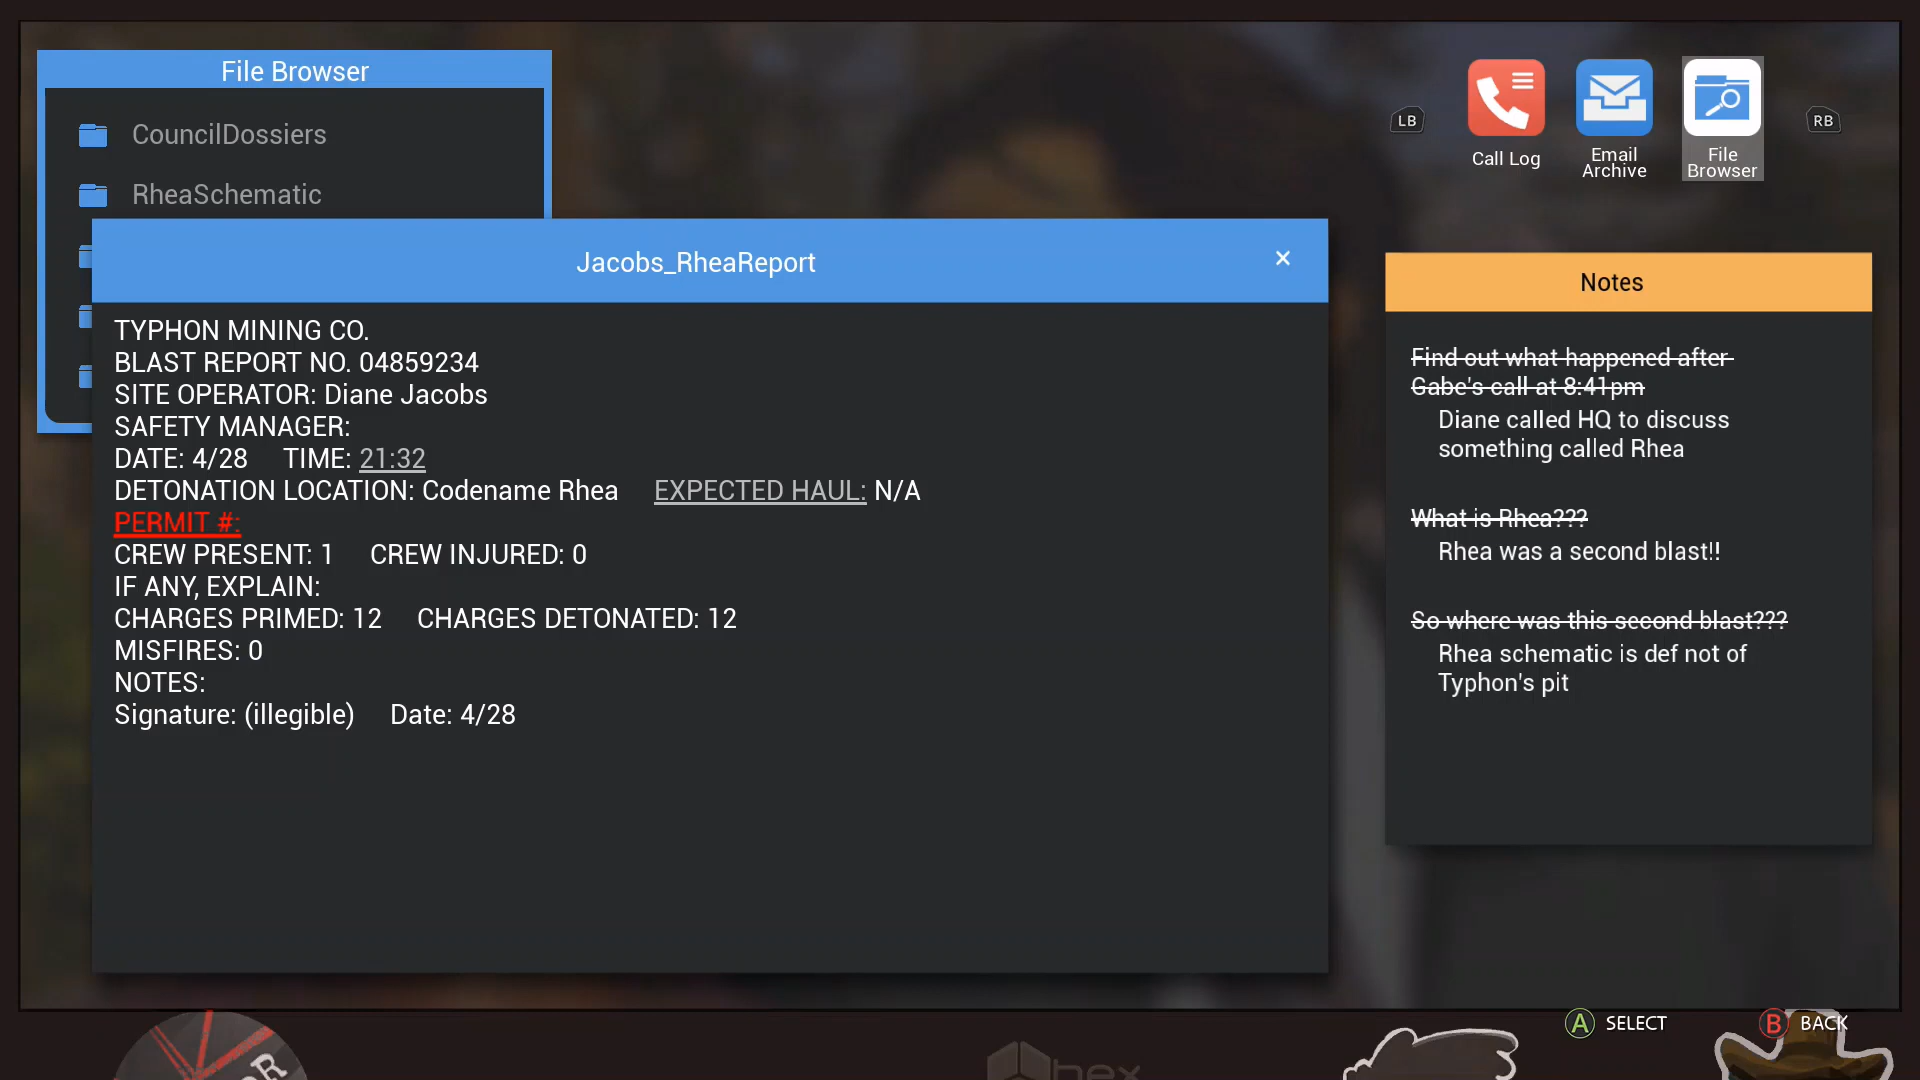 File Browser
CouncilDossiers
RheaSchematic
LB
Call Log
Email
Archive
File
Browser
RB
Jacobs_RheaReport
×
TYPHON MINING CO.
BLAST REPORT NO. 04859234
SITE OPERATOR: Diane Jacobs
SAFETY MANAGER:
DATE: 4/28 TIME: 21:32
DETONATION LOCATION: Codename Rhea EXPECTED HAUL: N/A
PERMIT #:
CREW PRESENT: 1 CREW INJURED: 0
IF ANY, EXPLAIN:
CHARGES PRIMED: 12 CHARGES DETONATED: 12
MISFIRES: 0
NOTES:
Signature: (illegible) Date: 4/28
Notes
Find out what happened after
Gabe's call at 8:41pm
Diane called HQ to discuss
something called Rhea
What is Rhea???
Rhea was a second blast!!
So where was this second blast???
Rhea schematic is def not of
Typhon's pit
A SELECT
B BACK
hex